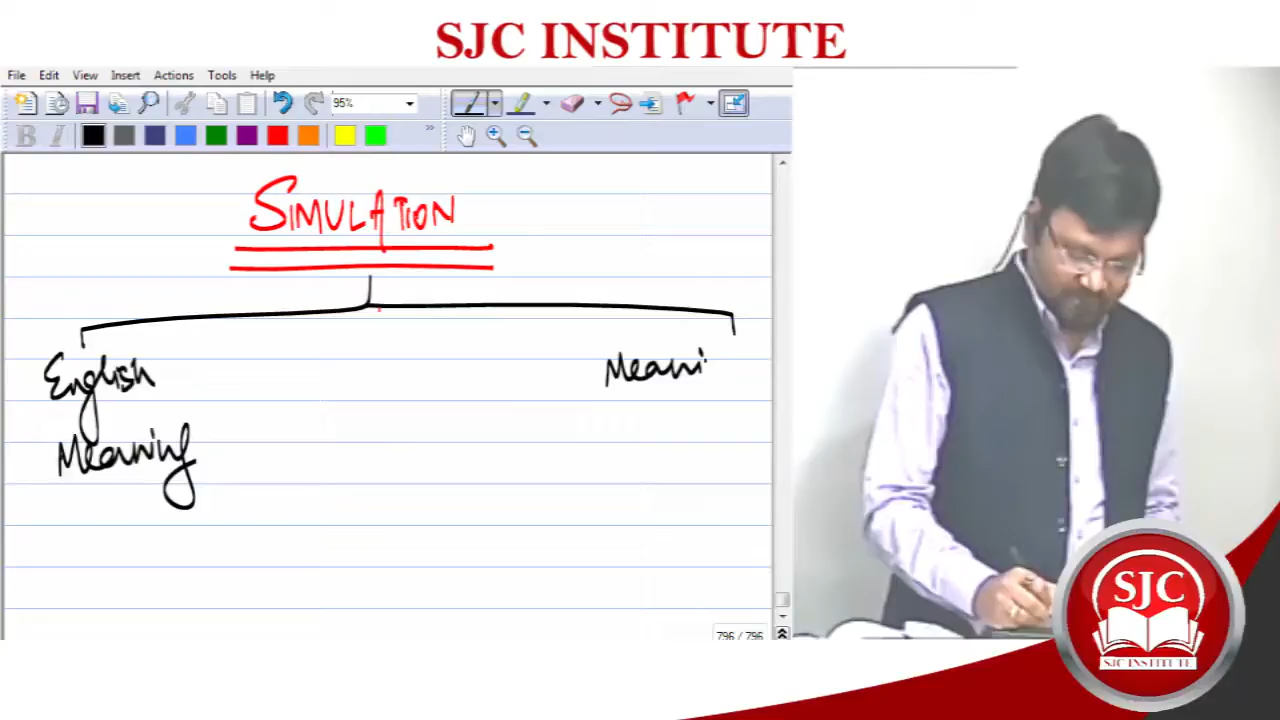 SJC INSTITUTE
File Edit View Insert Actions Tools Help
95%
B I
SIMULATION
English
Meaning
Meani
796 / 796
SJC
SJC INSTITUTE